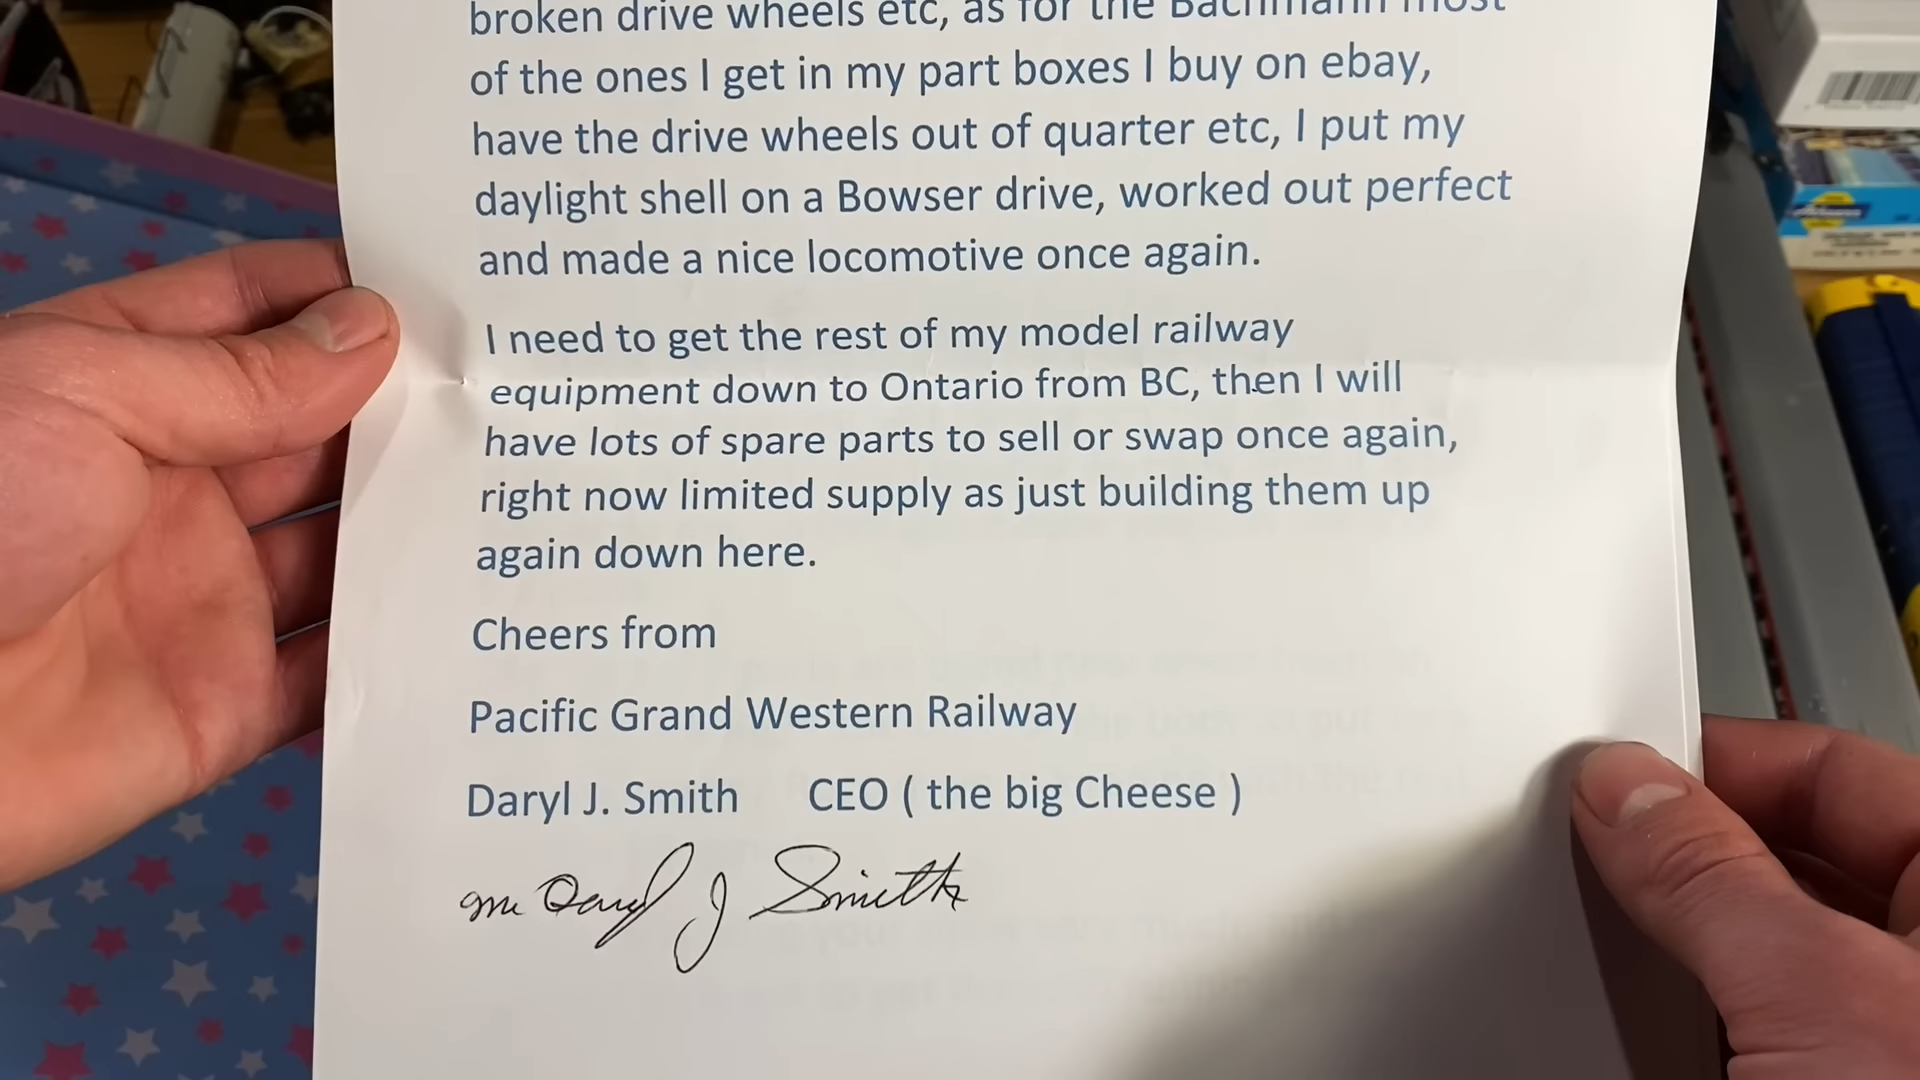 broken drive wheels etc, as for the Bachmann most
of the ones I get in my part boxes I buy on ebay,
have the drive wheels out of quarter etc, I put my
daylight shell on a Bowser drive, worked out perfect
and made a nice locomotive once again.
I need to get the rest of my model railway
equipment down to Ontario from BC, then I will
have lots of spare parts to sell or swap once again,
right now limited supply as just building them up
again down here.
Cheers from
Pacific Grand Western Railway
Daryl J. Smith CEO ( the big Cheese )
Mr Daryl J Smith